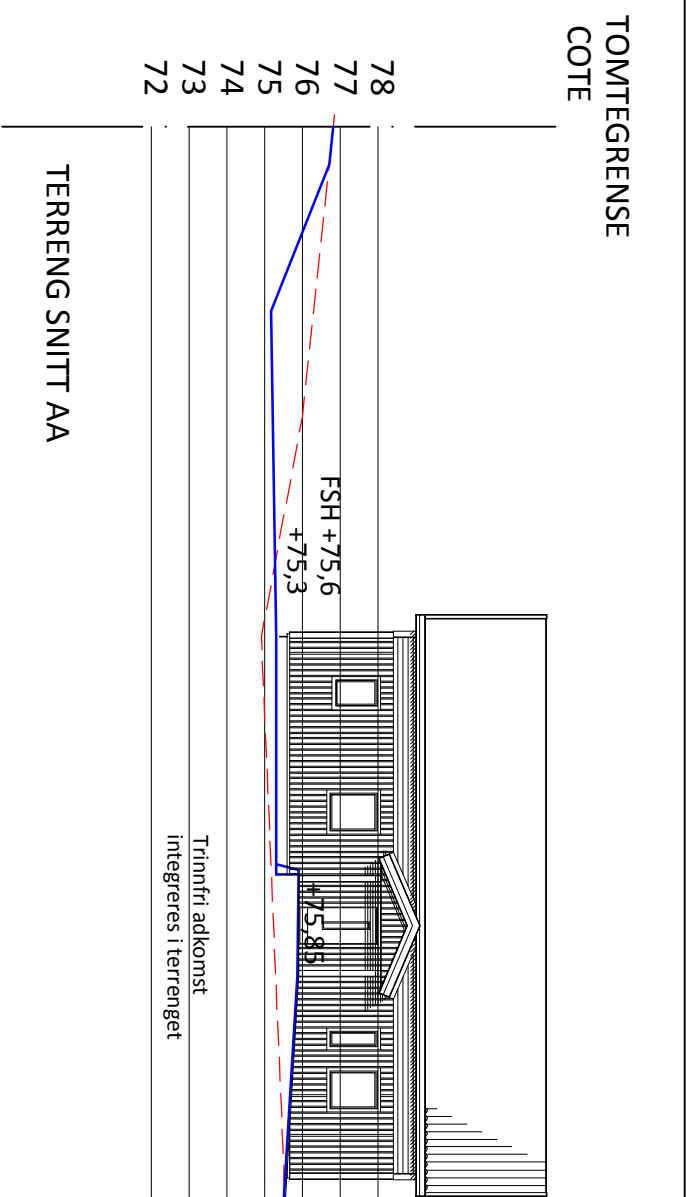 TOMTEGRENSE
COTE
78
77
76
75
74
73
72
FSH +75,6
+75,3
+75,85
Trinnfri adkomst
integreres i terrenget
TERRENG SNITT AA